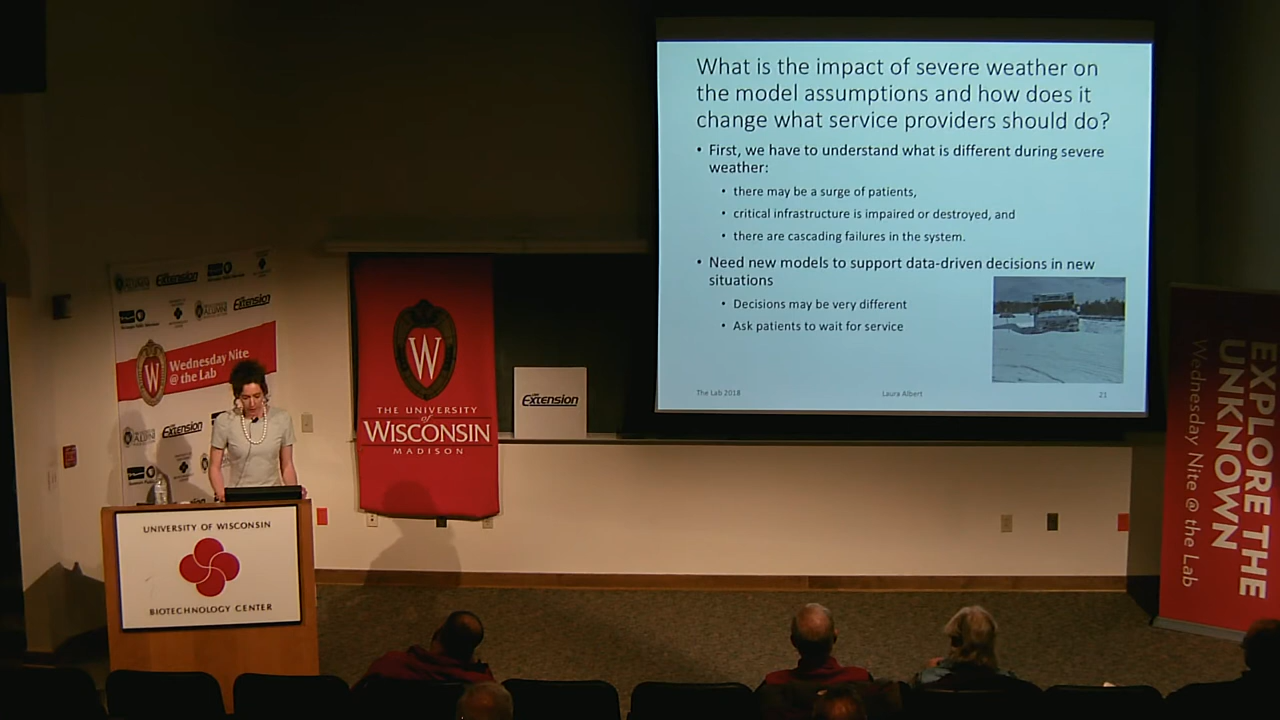 What is the impact of severe weather on
the model assumptions and how does it
change what service providers should do?
• First, we have to understand what is different during severe
weather:
• there may be a surge of patients,
• critical infrastructure is impaired or destroyed, and
• there are cascading failures in the system.
• Need new models to support data-driven decisions in new
situations
• Decisions may be very different
• Ask patients to wait for service
The Lab 2018
Laura Albert
21
Extension
Extension
Wednesday Nite
@ the Lab
Extension
W
W
THE UNIVERSITY
of
WISCONSIN
MADISON
Extension
UNIVERSITY OF WISCONSIN
BIOTECHNOLOGY CENTER
EXPLORE THE
UNKNOWN
Wednesday Nite @ the Lab